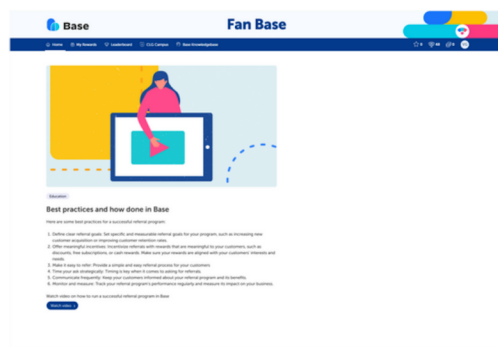 Base
Fan Base
Home My Rewards Leaderboard CLG Campus Base Knowledgebase
Education
Best practices and how done in Base
Here are some best practices for a successful referral program:
1. Define clear referral goals: Set specific and measurable referral goals for your program, such as increasing new
customer acquisition or improving customer retention rates.
2. Offer meaningful incentives: Incentivize referrals with rewards that are meaningful to your customers, such as
discounts, free subscriptions, or cash rewards. Make sure your rewards are aligned with your customers' interests and
needs.
3. Make it easy to refer: Provide a simple and easy referral process for your customers.
4. Time your ask strategically: Timing is key when it comes to asking for referrals.
5. Communicate frequently: Keep your customers informed about your referral program and its benefits.
6. Monitor and measure: Track your referral program's performance regularly and measure its impact on your business.
Watch video on How to run a successful referral program in Base
Watch video